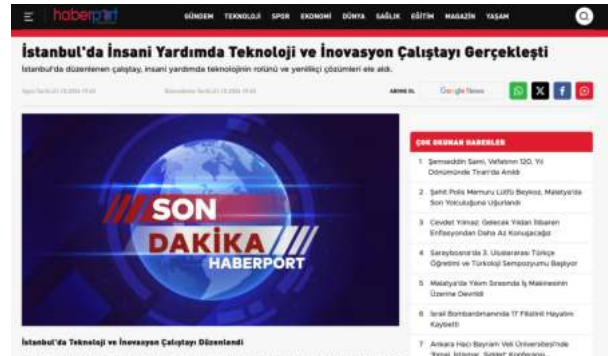 haberport
GÜNDEM TEKNOLOJİ SPOR EKONOMİ DÜNYA SAĞLIK EĞİTİM MAGAZİN YAŞAM
İstanbul'da İnsani Yardımda Teknoloji ve İnovasyon Çalıştayı Gerçekleşti
İstanbul'da düzenlenen çalıştay, insani yardımda teknolojinin rolünü ve yenilikçi çözümleri ele aldı.
ABONE OL Google News
SON
DAKİKA
HABERPORT
ÇOK OKUNAN HABERLER
1 Şemseddin Sami, Vefatının 120. Yıl
Dönümünde Tiran'da Anıldı
2 Şehit Polis Memuru Lütfü Beykoz, Malatya'da
Son Yolculuğuna Uğurlandı
3 Cevdet Yılmaz: Gelecek Yıldan İtibaren
Enflasyondan Daha Az Konuşacağız
4 Saraybosna'da 3. Uluslararası Türkçe
Öğretimi ve Türkoloji Sempozyumu Başlıyor
5 Malatya'da Yıkım Sırasında İş Makinesinin
Üzerine Devrildi
6 İsrail Bombardımanında 17 Filistinli Hayatını
Kaybetti
7 Ankara Hacı Bayram Veli Üniversitesi'nde
İstanbul'da Teknoloji ve İnovasyon Çalıştayı Düzenlendi